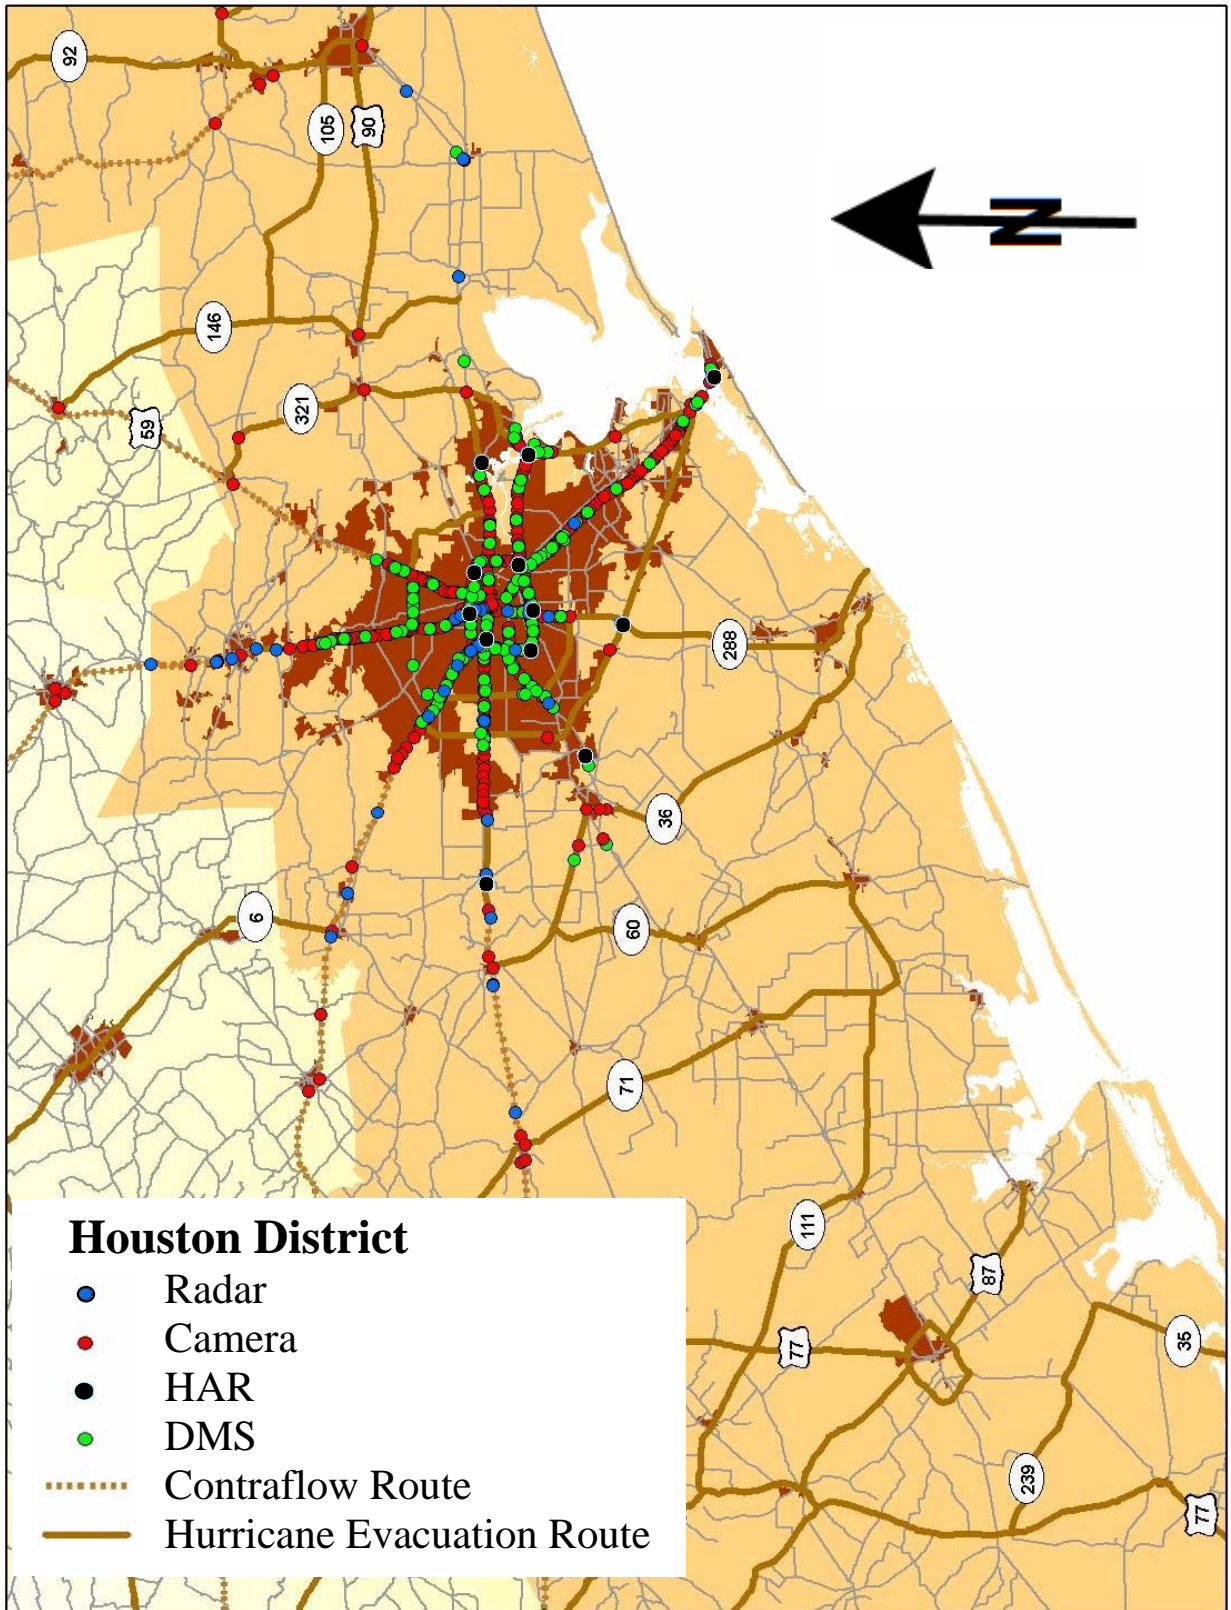 92
105
90
N
146
59
321
288
36
6
60
71
111
87
77
35
239
77
Houston District
Radar
Camera
HAR
DMS
Contraflow Route
Hurricane Evacuation Route